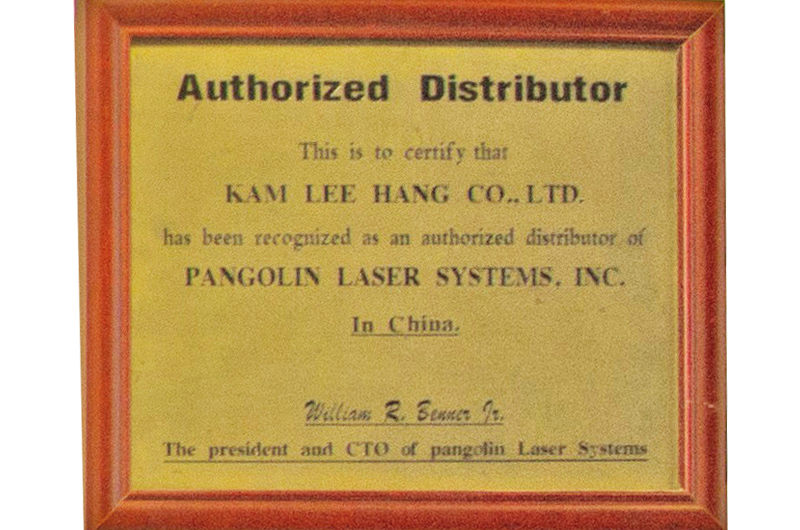 Authorized Distributor
This is to certify that
KAM LEE HANG CO., LTD.
has been recognized as an authorized distributor of
PANGOLIN LASER SYSTEMS, INC.
In China.
William R. Benner Jr.
The president and CTO of pangolin Laser Systems